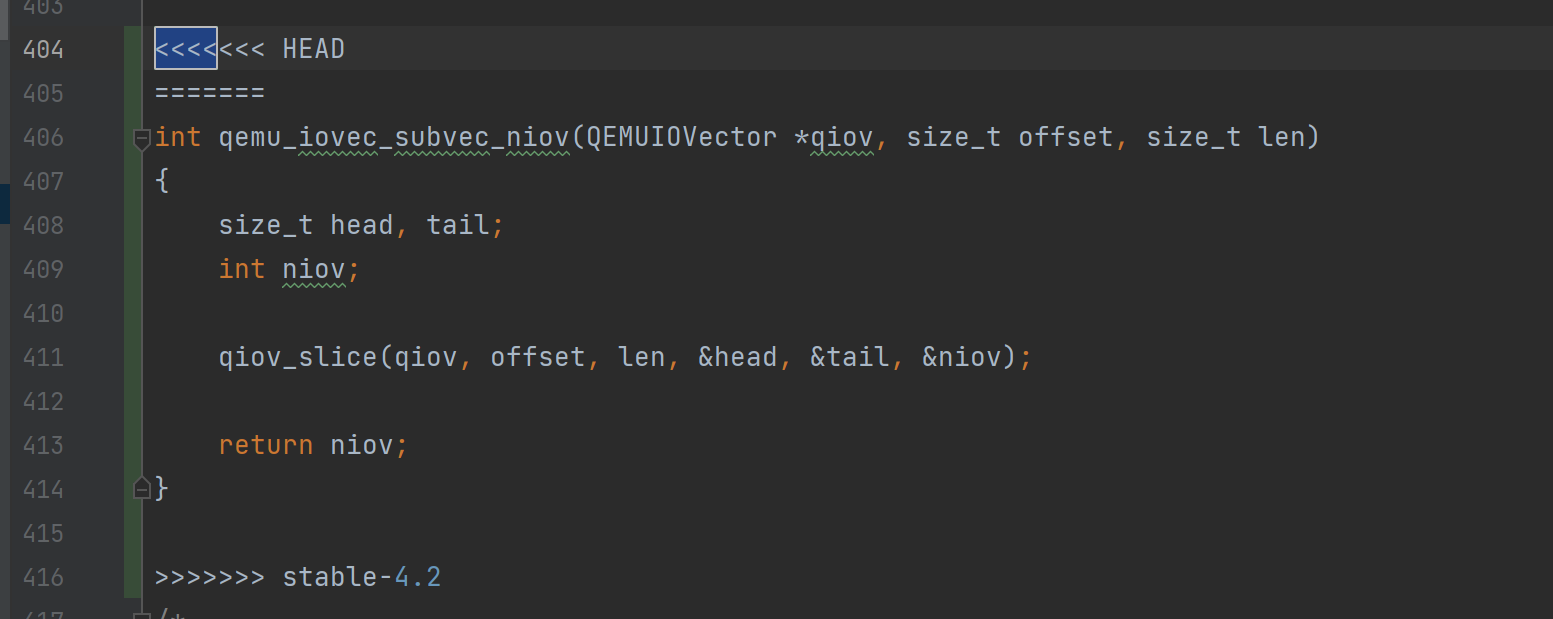 403
404 <<<<<<< HEAD
405 =======
406 int qemu_iovec_subvec_niov(QEMUIOVector *qiov, size_t offset, size_t len)
407 {
408     size_t head, tail;
409     int niov;
410
411     qiov_slice(qiov, offset, len, &head, &tail, &niov);
412
413     return niov;
414 }
415
416 >>>>>>> stable-4.2
417 /*